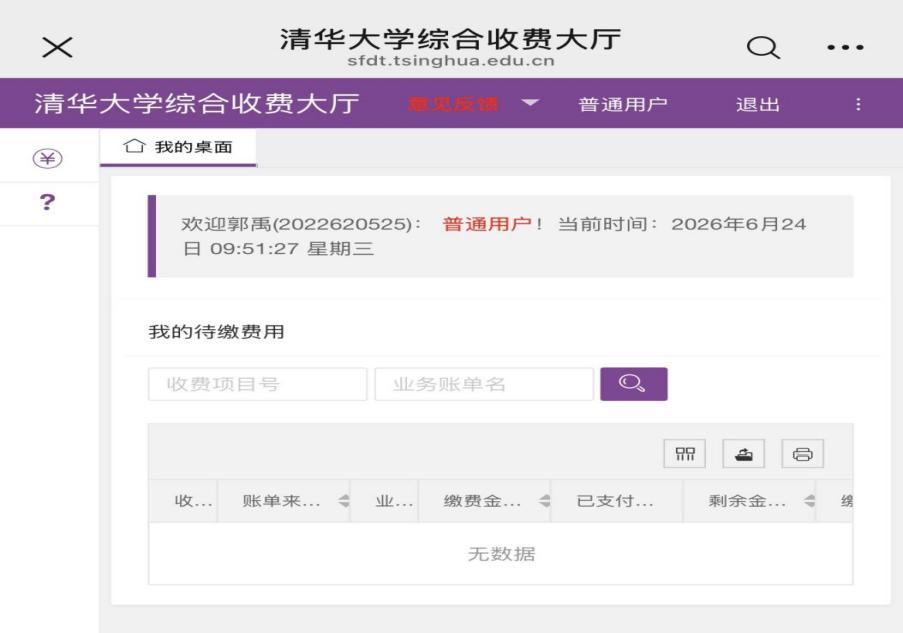 清华大学综合收费大厅
sfdt.tsinghua.edu.cn
清华大学综合收费大厅 意见反馈 普通用户 退出
我的桌面
?
欢迎郭禹(2022620525)：普通用户！当前时间：2026年6月24
日 09:51:27 星期三
我的待缴费用
收费项目号 业务账单名
收... 账单来... 业... 缴费金... 已支付... 剩余金...
无数据